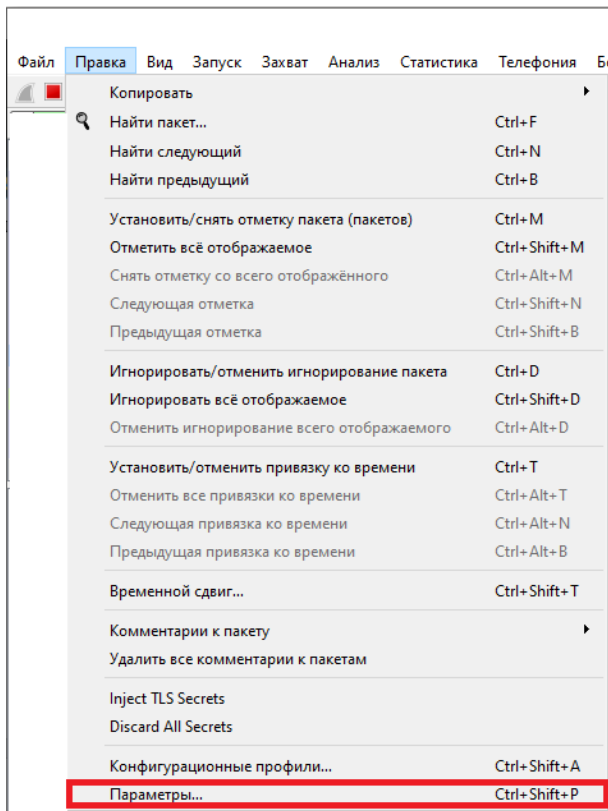 Файл Правка Вид Запуск Захват Анализ Статистика Телефония
Копировать
Найти пакет... Ctrl+F
Найти следующий Ctrl+N
Найти предыдущий Ctrl+B
Установить/снять отметку пакета (пакетов) Ctrl+M
Отметить всё отображаемое Ctrl+Shift+M
Снять отметку со всего отображённого Ctrl+Alt+M
Следующая отметка Ctrl+Shift+N
Предыдущая отметка Ctrl+Shift+B
Игнорировать/отменить игнорирование пакета Ctrl+D
Игнорировать всё отображаемое Ctrl+Shift+D
Отменить игнорирование всего отображаемого Ctrl+Alt+D
Установить/отменить привязку ко времени Ctrl+T
Отменить все привязки ко времени Ctrl+Alt+T
Следующая привязка ко времени Ctrl+Alt+N
Предыдущая привязка ко времени Ctrl+Alt+B
Временной сдвиг... Ctrl+Shift+T
Комментарии к пакету
Удалить все комментарии к пакетам
Inject TLS Secrets
Discard All Secrets
Конфигурационные профили... Ctrl+Shift+A
Параметры... Ctrl+Shift+P